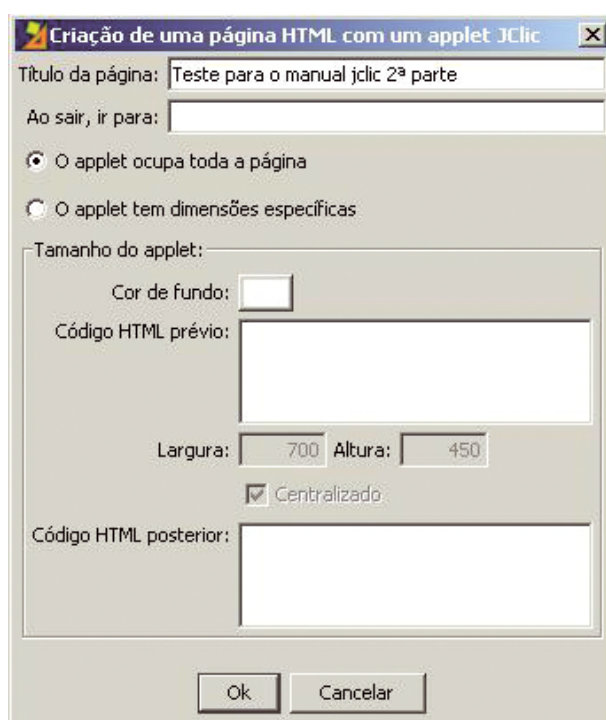 Criação de uma página HTML com um applet JClic
Título da página: Teste para o manual jclic 2ª parte
Ao sair, ir para:
O applet ocupa toda a página
O applet tem dimensões específicas
Tamanho do applet:
Cor de fundo:
Código HTML prévio:
Largura: 700 Altura: 450
Centralizado
Código HTML posterior:
Ok Cancelar